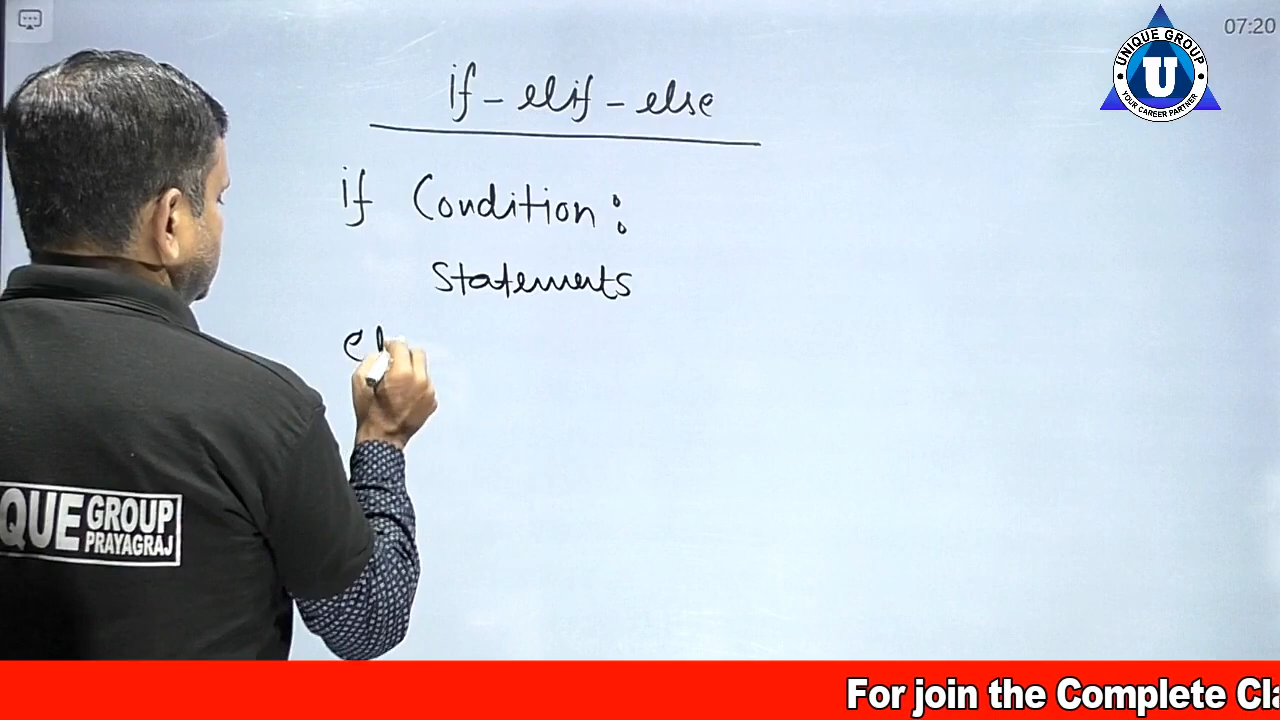 07:20
UNIQUE GROUP
U
YOUR CAREER PARTNER
if - elif - else
if Condition:
Statements
el
QUE GROUP
PRAYAGRAJ
For join the Complete Cla